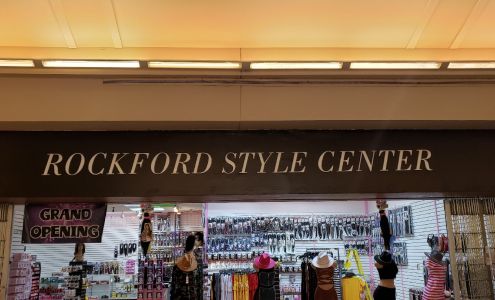 ROCKFORD STYLE CENTER
GRAND
OPENING